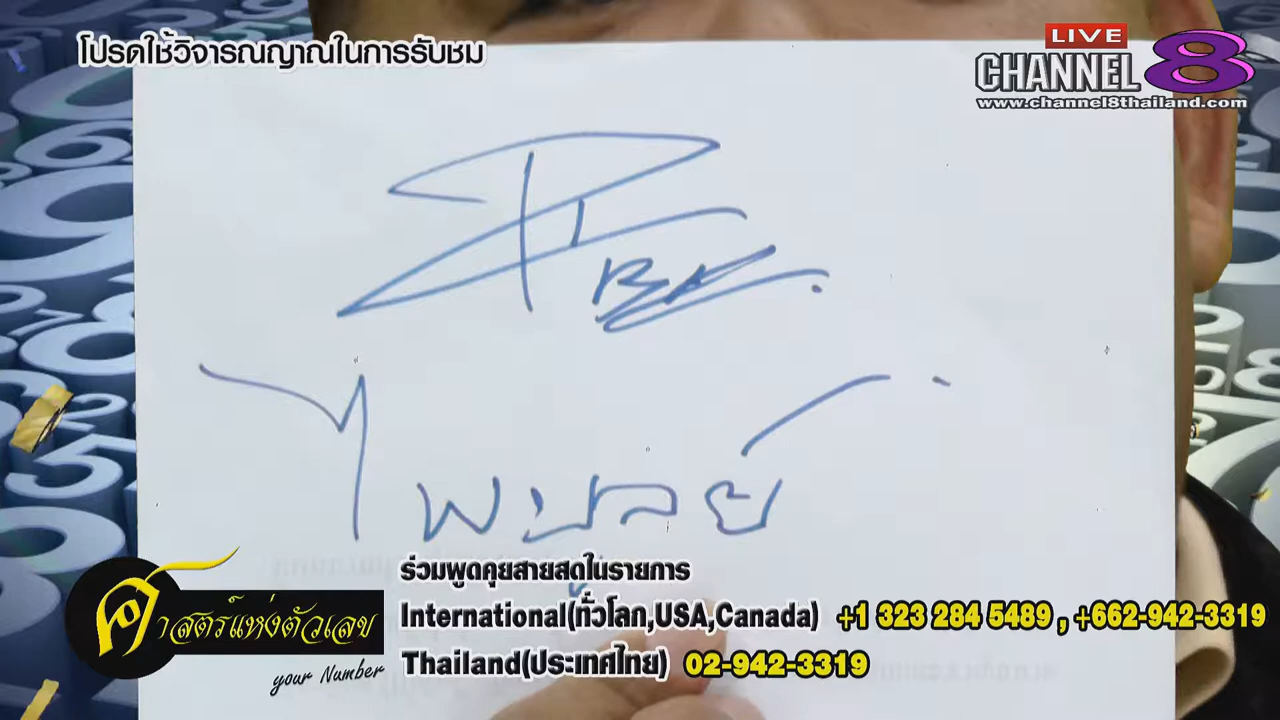 โปรดใช้วิจารณญาณในการรับชม
LIVE
CHANNEL 8
www.channel8thailand.com
ไพบูลย์
ร่วมพูดคุยสายสดในรายการ
International(ทั่วโลก,USA,Canada) +1 323 284 5489 , +662-942-3319
Thailand(ประเทศไทย) 02-942-3319
ศาสตร์แห่งตัวเลข
your Number